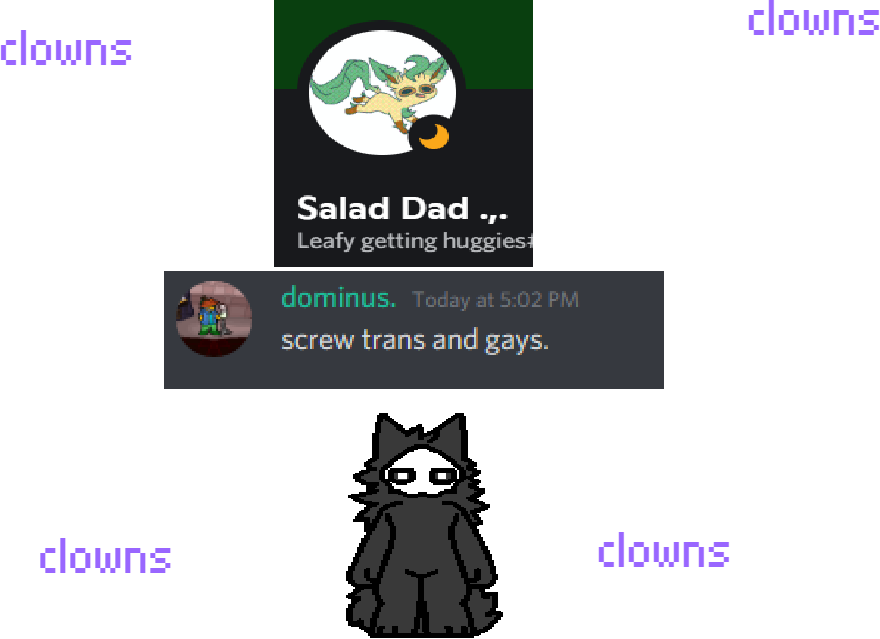 clowns
clowns
Salad Dad .,.
Leafy getting huggies#
dominus. Today at 5:02 PM
screw trans and gays.
clowns
clowns